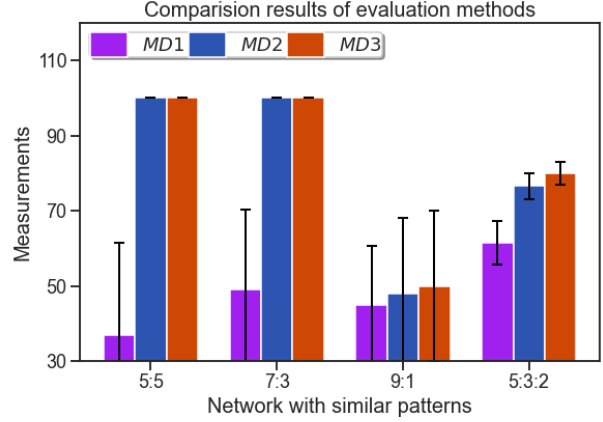 Comparision results of evaluation methods
MD1 MD2 MD3
Measurements
110
90
70
50
30
5:5 7:3 9:1 5:3:2
Network with similar patterns